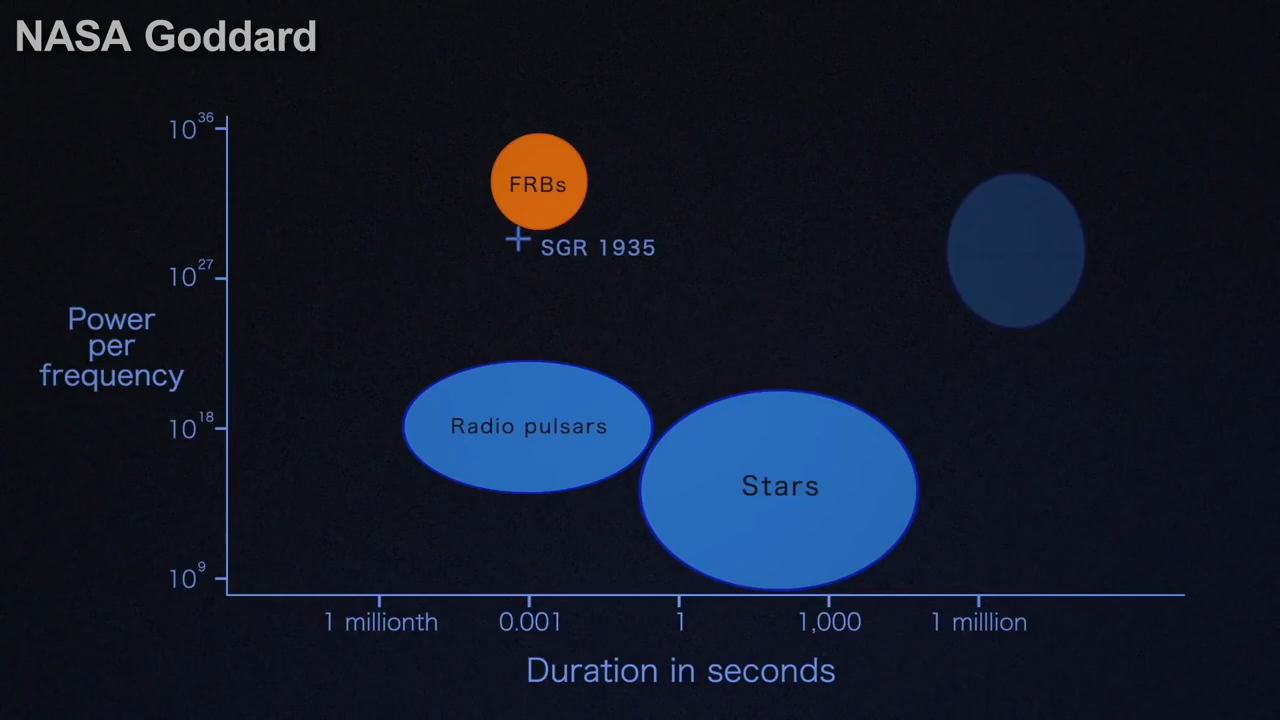 NASA Goddard
10^36
FRBs
SGR 1935
10^27
Power
per
frequency
10^18
Radio pulsars
Stars
10^9
1 millionth 0.001 1 1,000 1 milllion
Duration in seconds